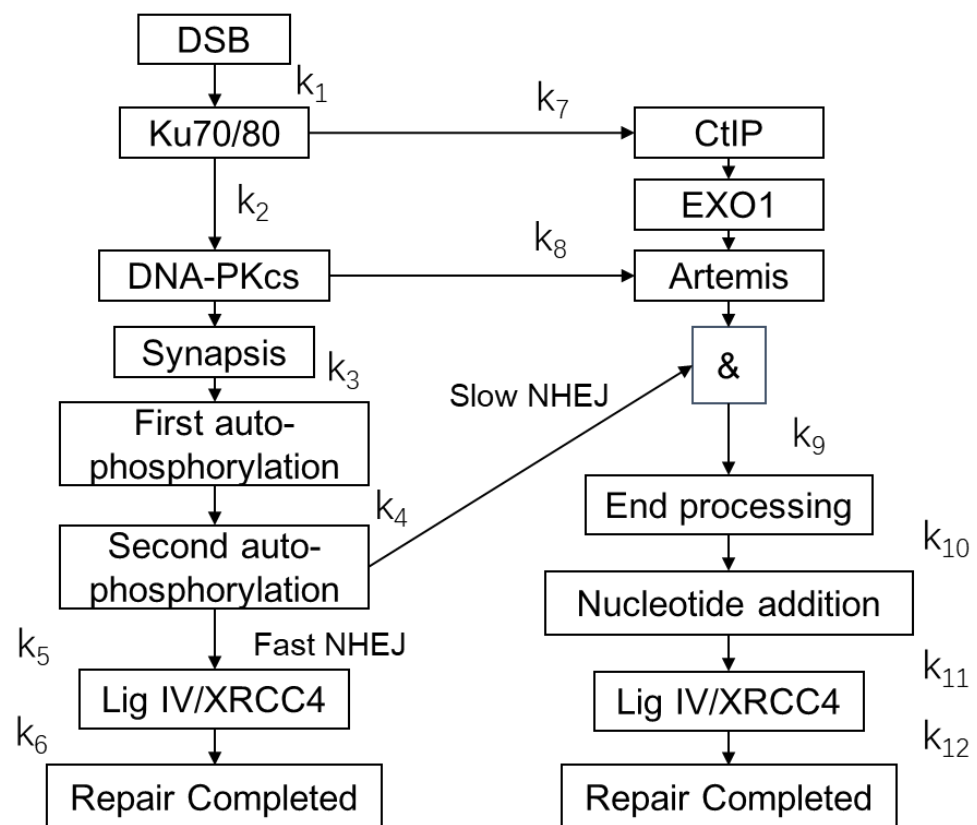 DSB
k₁
k₇
Ku70/80
CtIP
k₂
EXO1
k₈
DNA-PKcs
Artemis
Synapsis
k₃
&
Slow NHEJ
First auto-
phosphorylation
k₉
k₄
End processing
Second auto-
phosphorylation
k₁₀
Nucleotide addition
k₅
Fast NHEJ
k₁₁
Lig IV/XRCC4
Lig IV/XRCC4
k₆
k₁₂
Repair Completed
Repair Completed